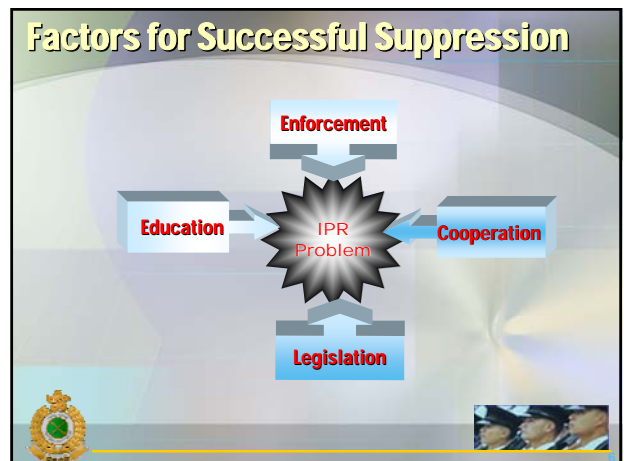 Factors for Successful Suppression
Enforcement
Education
IPR
Problem
Cooperation
Legislation